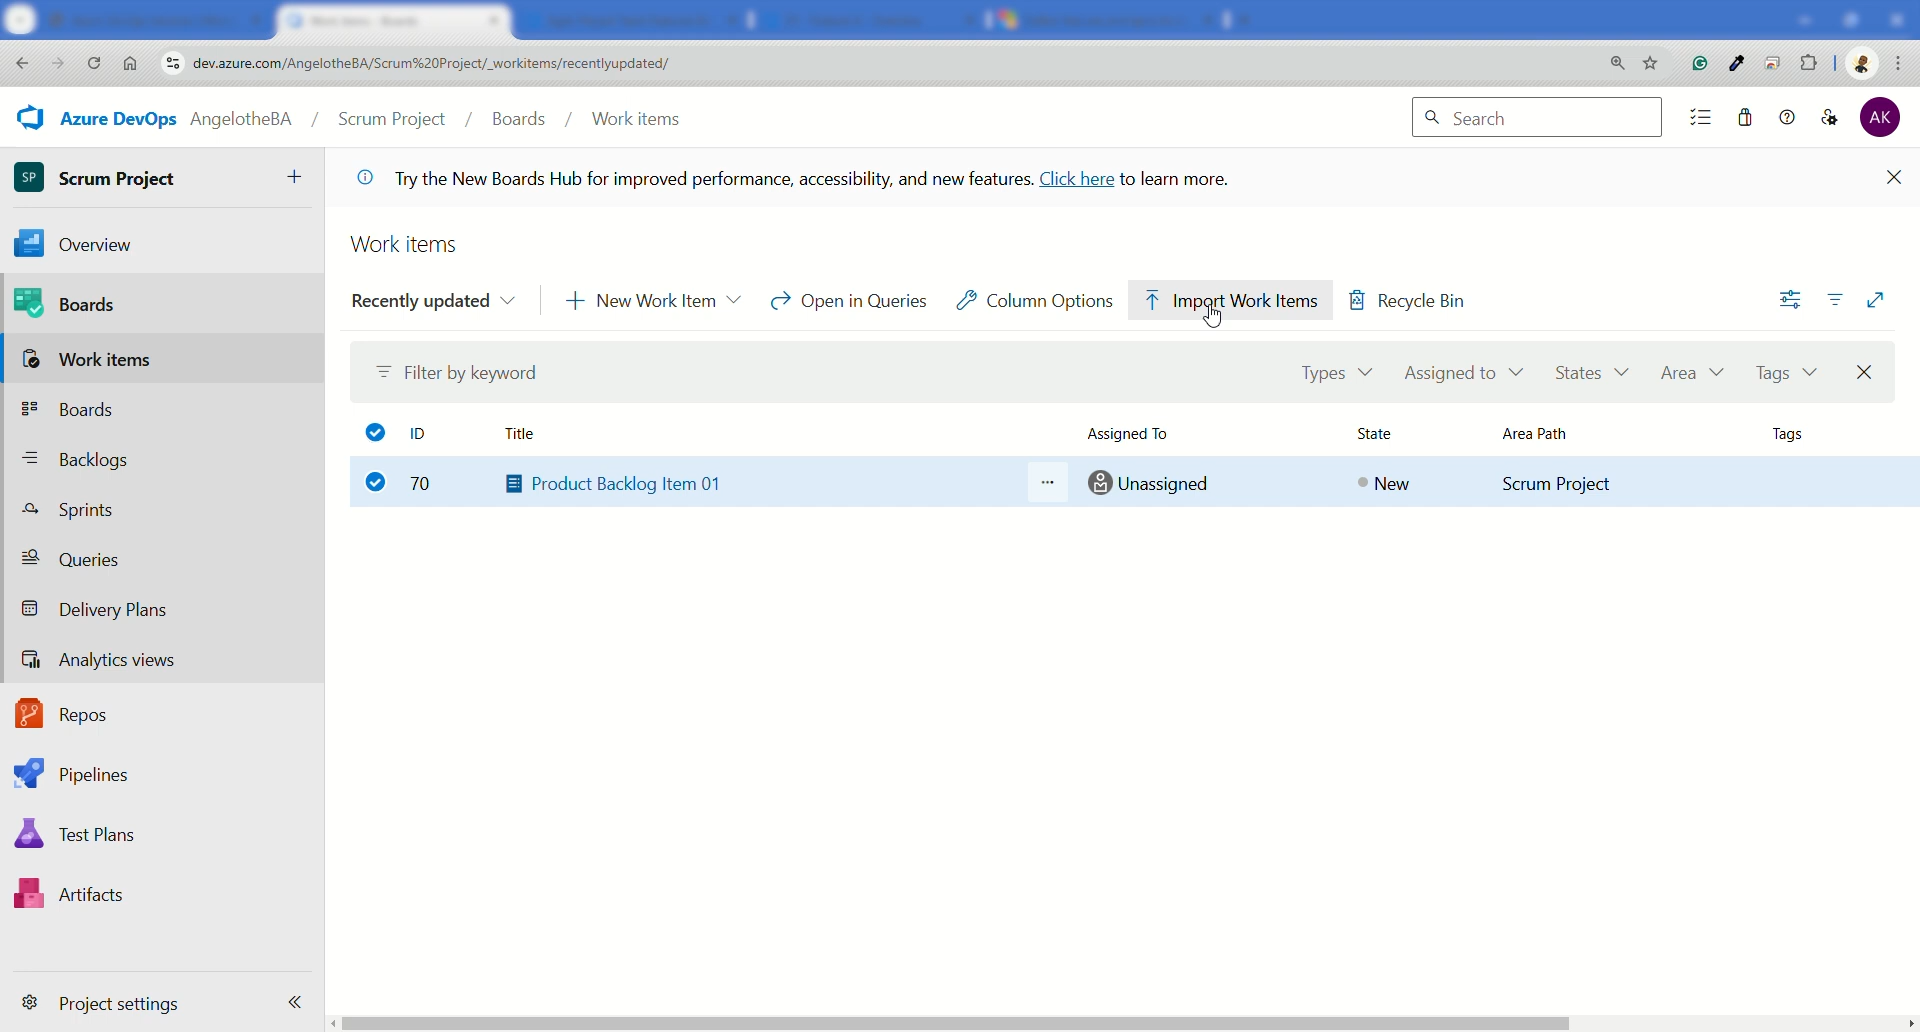 dev.azure.com/AngelotheBA/Scrum%20Project/_workitems/recentlyupdated/
Azure DevOps AngelotheBA / Scrum Project / Boards / Work items
Search
AK
SP Scrum Project
Try the New Boards Hub for improved performance, accessibility, and new features. Click here to learn more.
Overview
Work items
Boards
Recently updated New Work Item Open in Queries Column Options Import Work Items Recycle Bin
Work items
Filter by keyword Types Assigned to States Area Tags
Boards
ID Title Assigned To State Area Path Tags
Backlogs
70 Product Backlog Item 01 ... Unassigned New Scrum Project
Sprints
Queries
Delivery Plans
Analytics views
Repos
Pipelines
Test Plans
Artifacts
Project settings